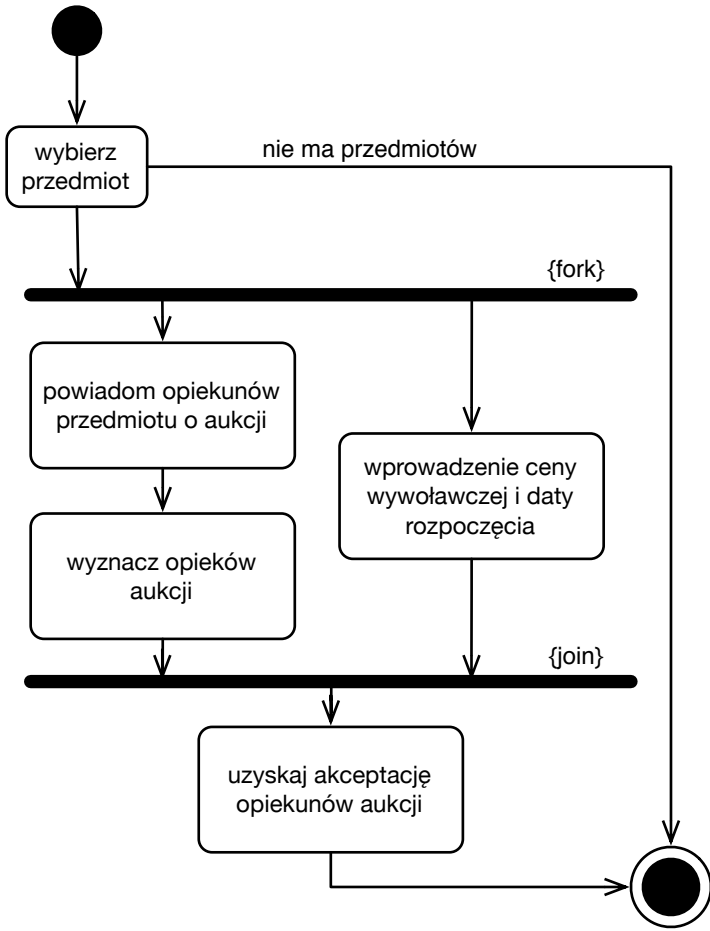 wybierz
przedmiot
nie ma przedmiotów
{fork}
powiadom opiekunów
przedmiotu o aukcji
wprowadzenie ceny
wywoławczej i daty
rozpoczęcia
wyznacz opieków
aukcji
{join}
uzyskaj akceptację
opiekunów aukcji